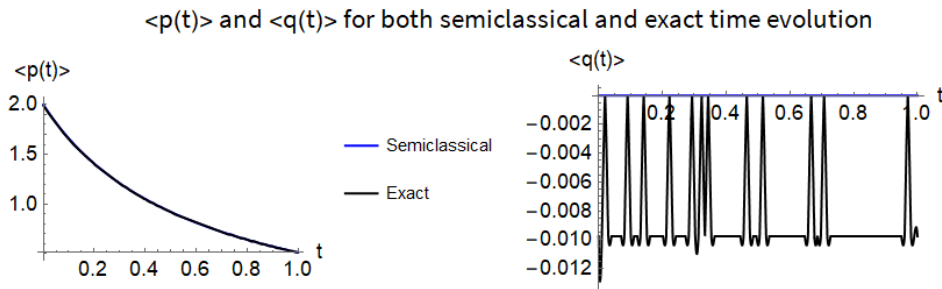 <p(t)> and <q(t)> for both semiclassical and exact time evolution
<p(t)>
2.0
1.5
1.0
0.2 0.4 0.6 0.8 1.0 t
Semiclassical
Exact
<q(t)>
t
0.2 0.4 0.6 0.8 1.0
−0.002
−0.004
−0.006
−0.008
−0.010
−0.012